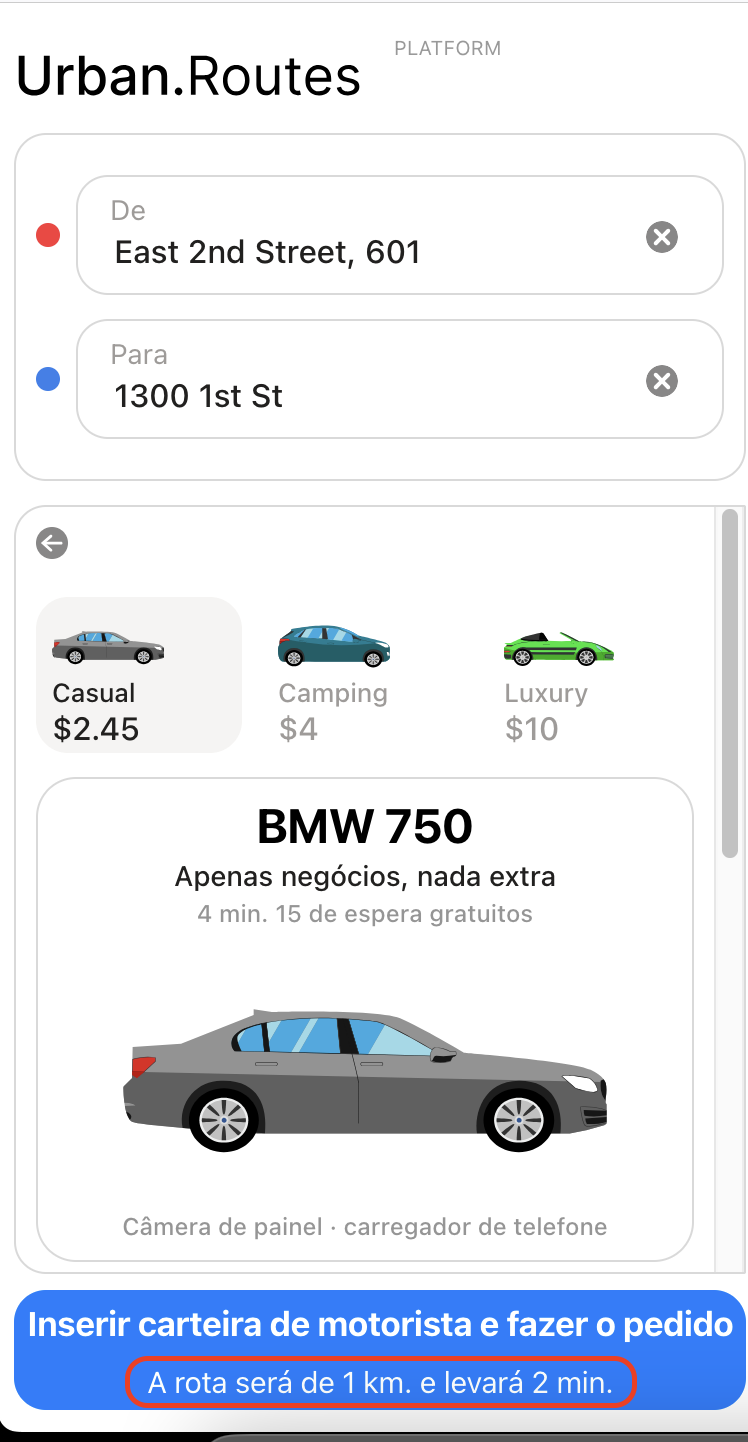 Urban.Routes
PLATFORM
De
East 2nd Street, 601
Para
1300 1st St
Casual
$2.45
Camping
$4
Luxury
$10
BMW 750
Apenas negócios, nada extra
4 min. 15 de espera gratuitos
Câmera de painel · carregador de telefone
Inserir carteira de motorista e fazer o pedido
A rota será de 1 km. e levará 2 min.